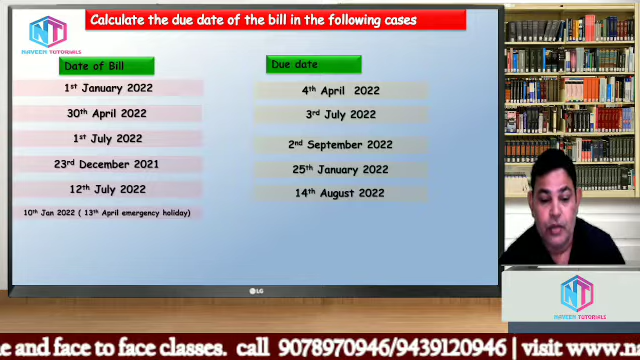 Calculate the due date of the bill in the following cases
NT
NAVEEN TUTORIALS
Date of Bill
Due date
1st January 2022
4th April 2022
30th April 2022
3rd July 2022
1st July 2022
2nd September 2022
23rd December 2021
25th January 2022
12th July 2022
14th August 2022
10th Jan 2022 ( 13th April emergency holiday)
LG
NT
NAVEEN TUTORIALS
e and face to face classes. call 9078970946/9439120946 | visit www.na